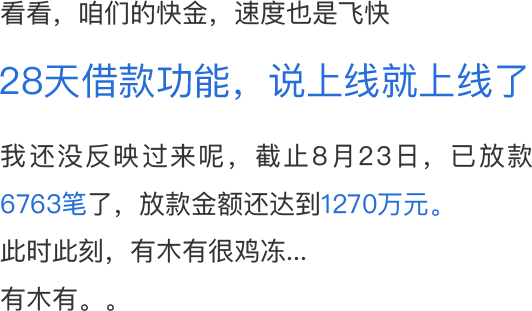 看看，咱们的快金，速度也是飞快
28天借款功能，说上线就上线了
我还没反映过来呢，截止8月23日，已放款
6763笔了，放款金额还达到1270万元。
此时此刻，有木有很鸡冻...
有木有。。